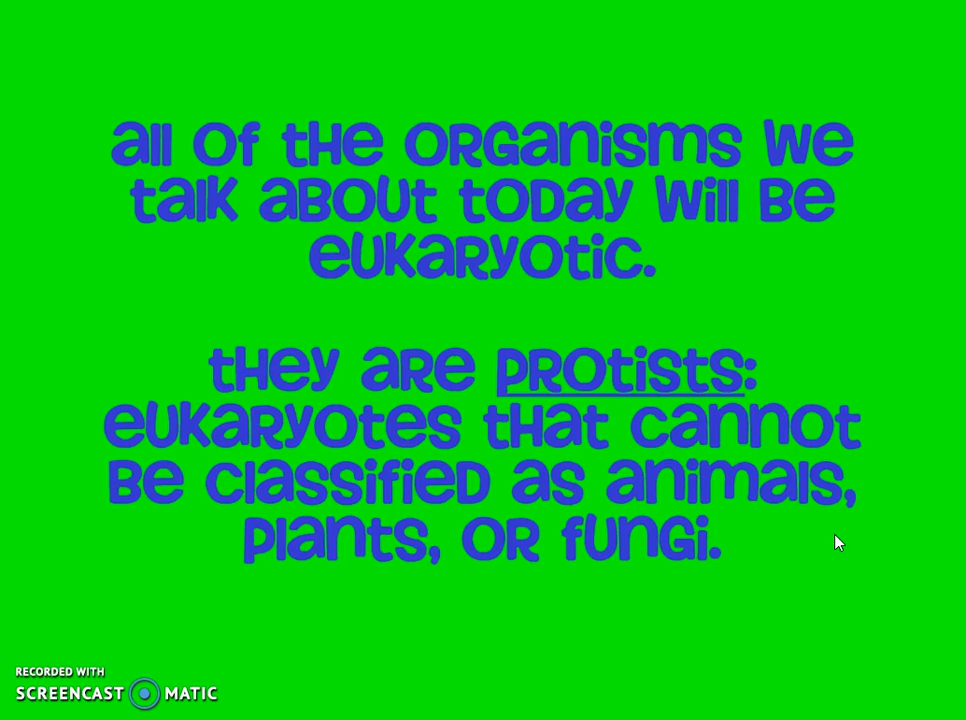 all of the organisms we
talk about today will be
eukaryotic.
they are protists:
eukaryotes that cannot
be classified as animals,
plants, or fungi.
RECORDED WITH
SCREENCAST MATIC